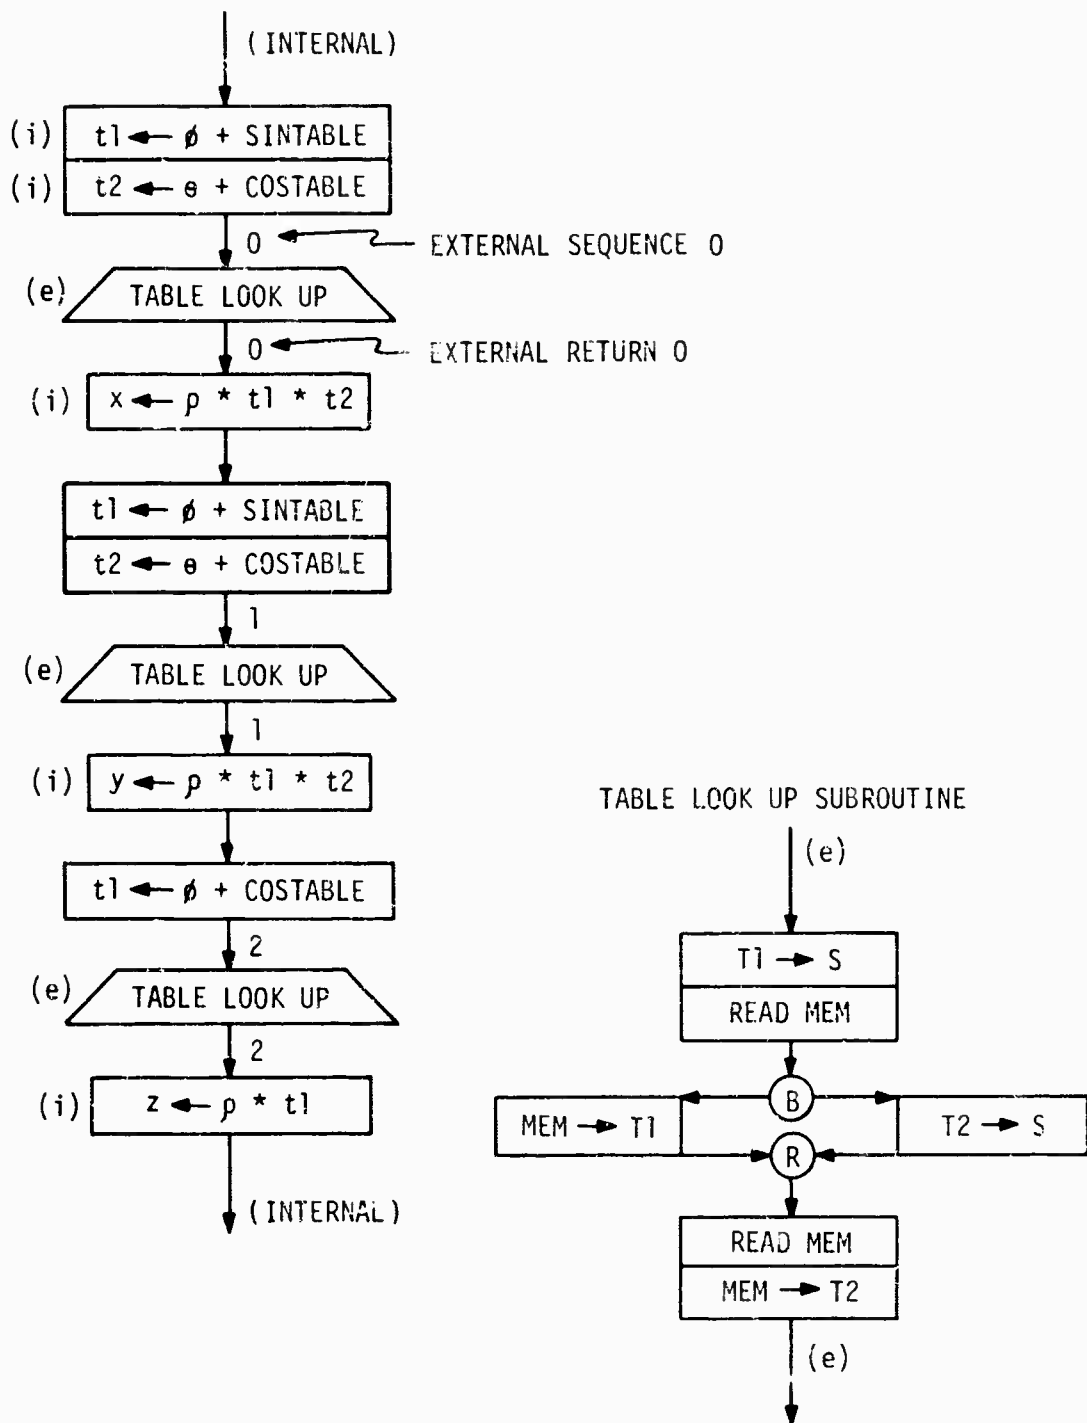 (INTERNAL)
(i) t1 ← ϕ + SINTABLE
(i) t2 ← θ + COSTABLE
0 EXTERNAL SEQUENCE 0
(e) TABLE LOOK UP
0 EXTERNAL RETURN 0
(i) x ← ρ * t1 * t2
t1 ← ϕ + SINTABLE
t2 ← θ + COSTABLE
1
(e) TABLE LOOK UP
1
(i) y ← ρ * t1 * t2
t1 ← ϕ + COSTABLE
2
(e) TABLE LOOK UP
2
(i) z ← ρ * t1
(INTERNAL)
TABLE LOOK UP SUBROUTINE
(e)
T1 → S
READ MEM
B
MEM → T1
T2 → S
R
READ MEM
MEM → T2
(e)